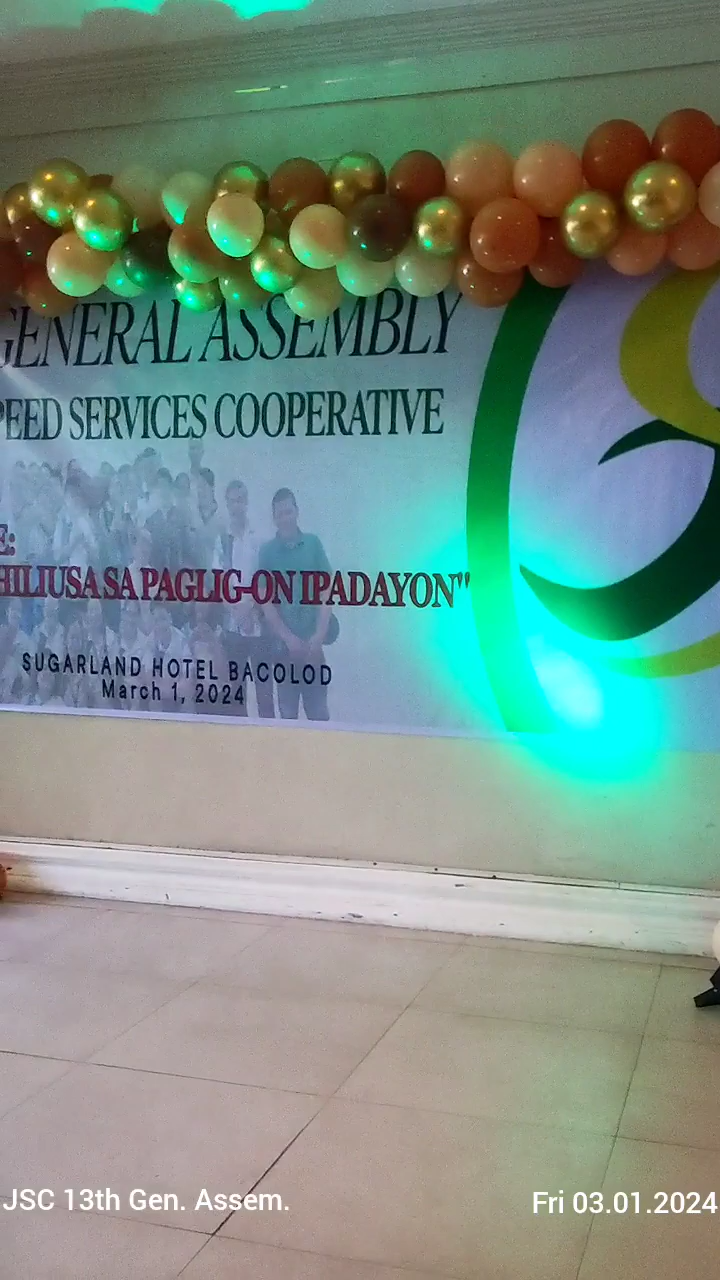 GENERAL ASSEMBLY
PEED SERVICES COOPERATIVE
E:
HILIUSA SA PAGLIG-ON IPADAYON"
SUGARLAND HOTEL BACOLOD
March 1, 2024
JSC 13th Gen. Assem.
Fri 03.01.2024